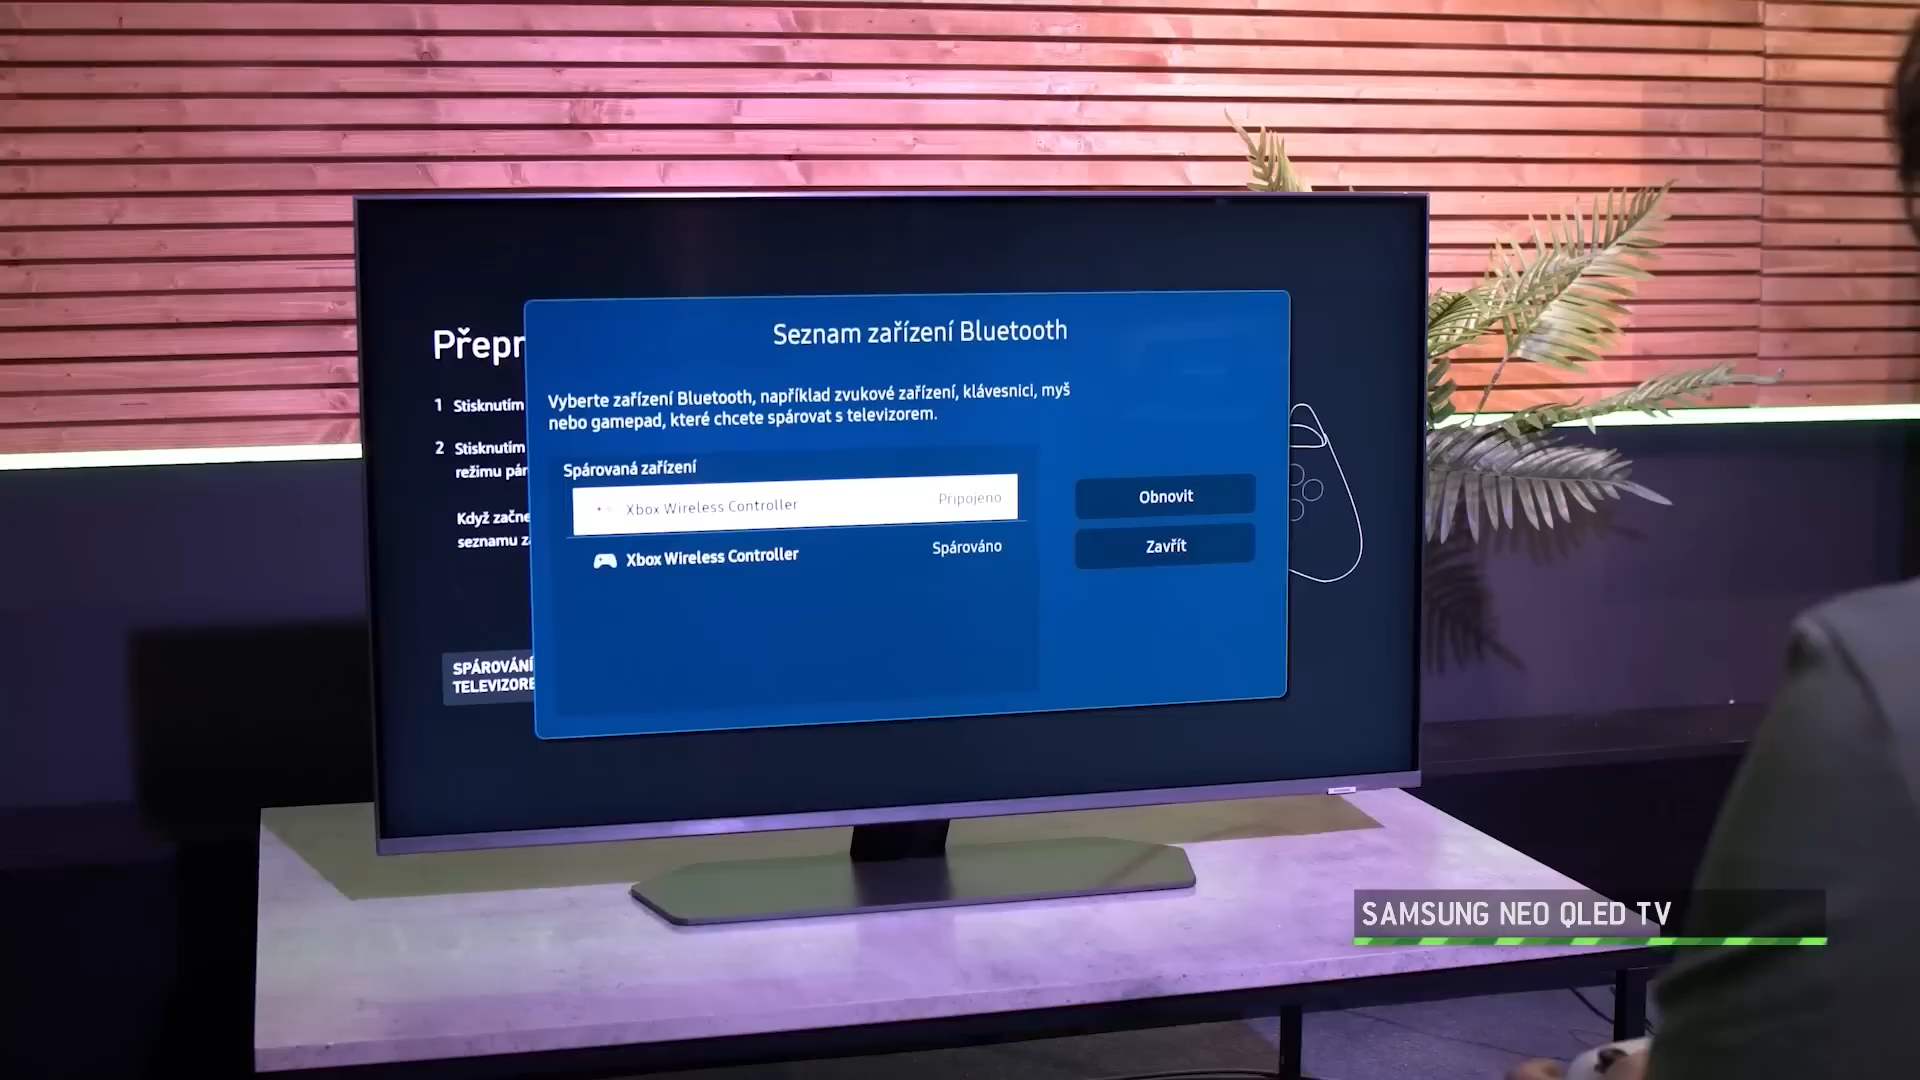 Přepr
1 Stisknutím
2 Stisknutím
režimu pár
Když začne
seznamu z
SPÁROVÁNÍ
TELEVIZORE
Seznam zařízení Bluetooth
Vyberte zařízení Bluetooth, například zvukové zařízení, klávesnici, myš
nebo gamepad, které chcete spárovat s televizorem.
Spárovaná zařízení
Xbox Wireless Controller Připojeno
Xbox Wireless Controller Spárováno
Obnovit
Zavřít
SAMSUNG NEO QLED TV